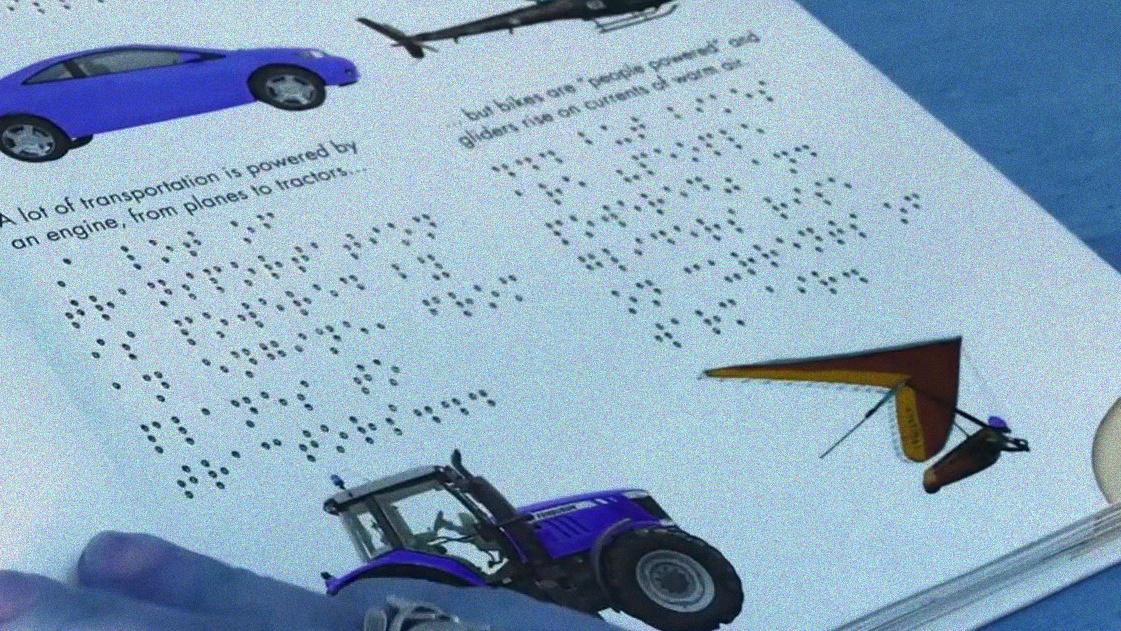 A lot of transportation is powered by
an engine, from planes to tractors...
...but bikes are "people powered" and
gliders rise on currents of warm air.